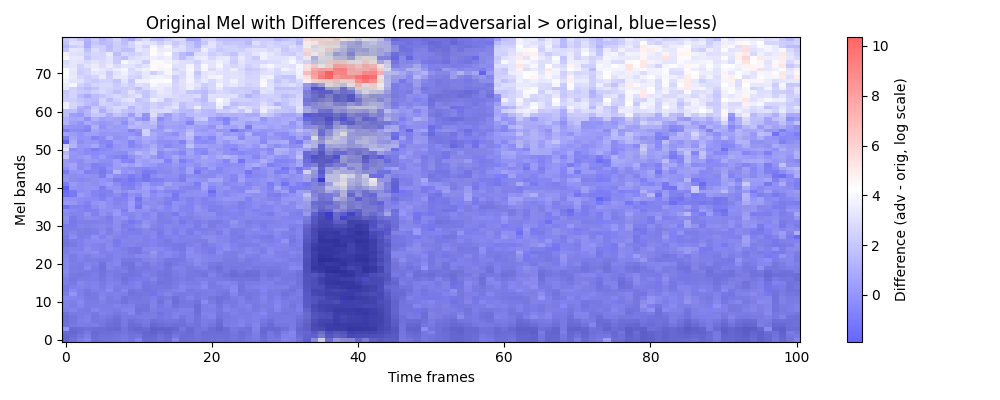 Original Mel with Differences (red=adversarial > original, blue=less)
Mel bands
70
60
50
40
30
20
10
0
0 20 40 60 80 100
Time frames
10
8
6
4
2
0
Difference (adv - orig, log scale)